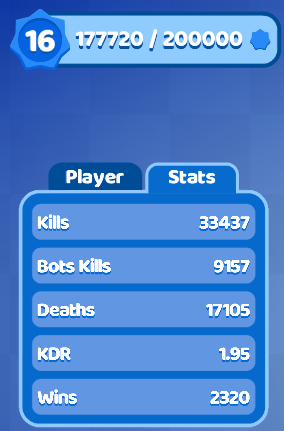 16 177720 / 200000
Player Stats
Kills 33437
Bots Kills 9157
Deaths 17105
KDR 1.95
Wins 2320